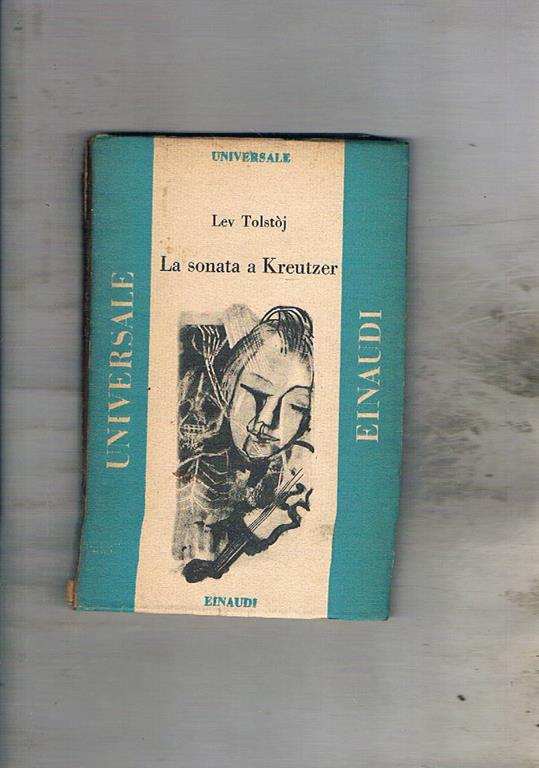 UNIVERSALE
Lev Tolstòj
La sonata a Kreutzer
UNIVERSALE
EINAUDI
EINAUDI